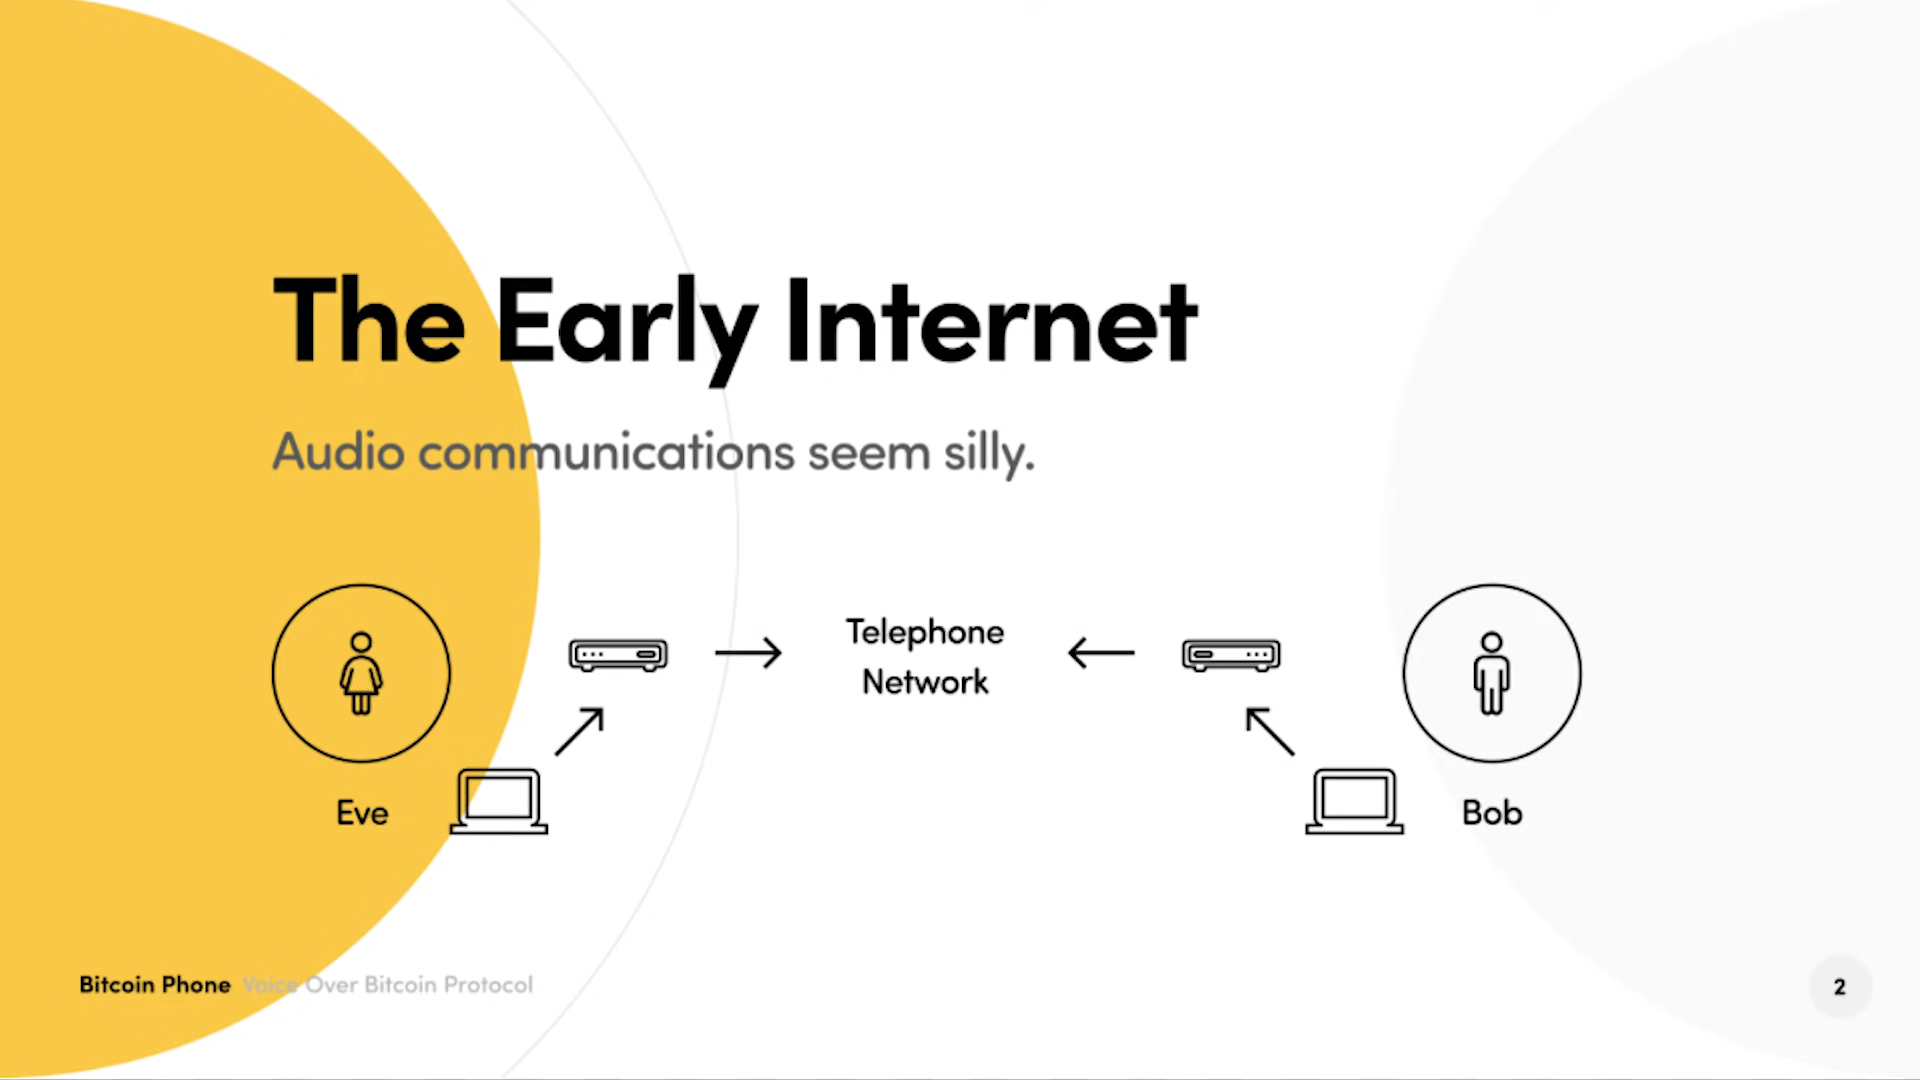 The Early Internet
Audio communications seem silly.
Telephone
Network
Eve
Bob
Bitcoin Phone Voice Over Bitcoin Protocol
2